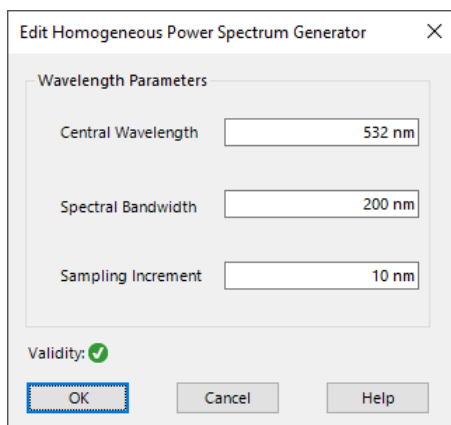 Edit Homogeneous Power Spectrum Generator
Wavelength Parameters
Central Wavelength 532 nm
Spectral Bandwidth 200 nm
Sampling Increment 10 nm
Validity:
OK Cancel Help